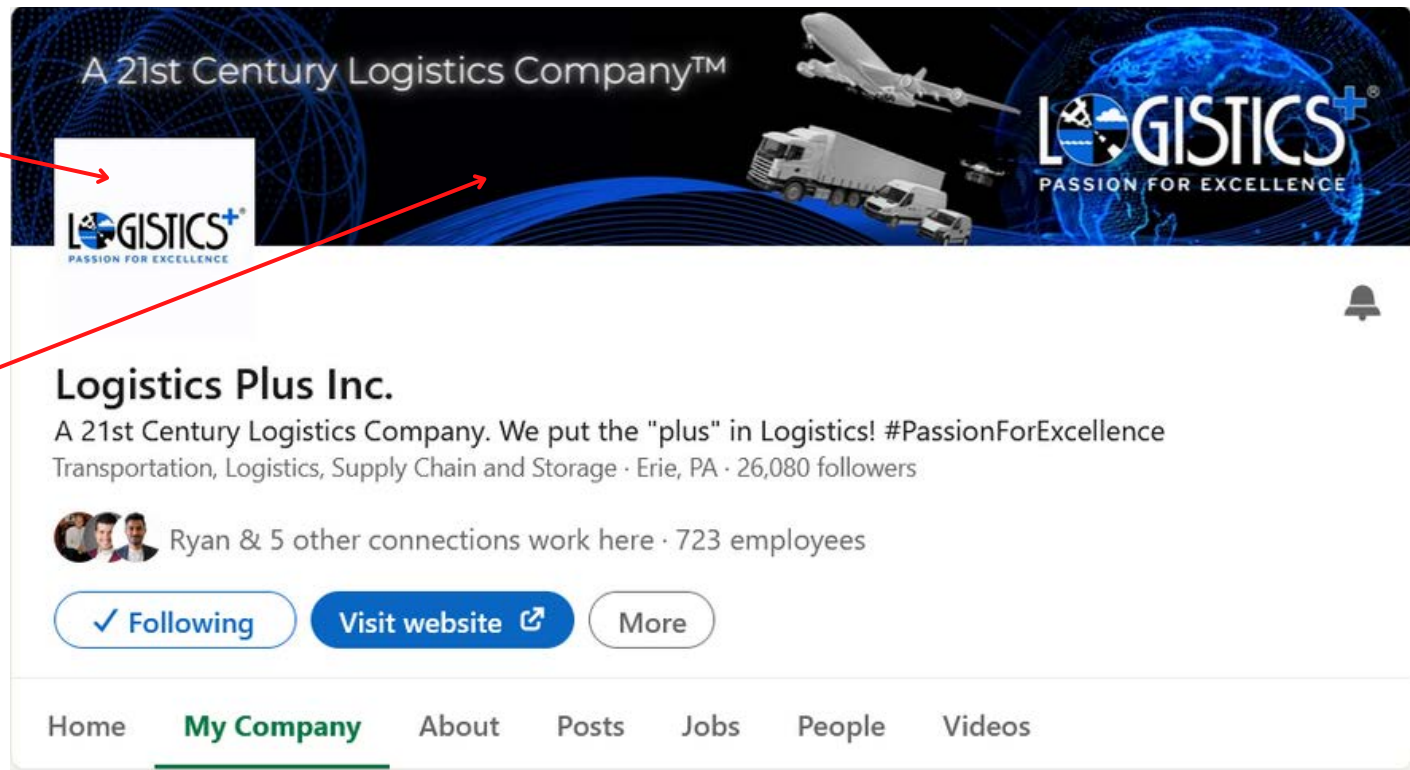 A 21st Century Logistics Company™
LOGISTICS+®
PASSION FOR EXCELLENCE
LOGISTICS+®
PASSION FOR EXCELLENCE
Logistics Plus Inc.
A 21st Century Logistics Company. We put the "plus" in Logistics! #PassionForExcellence
Transportation, Logistics, Supply Chain and Storage · Erie, PA · 26,080 followers
Ryan & 5 other connections work here · 723 employees
✓ Following Visit website More
Home My Company About Posts Jobs People Videos